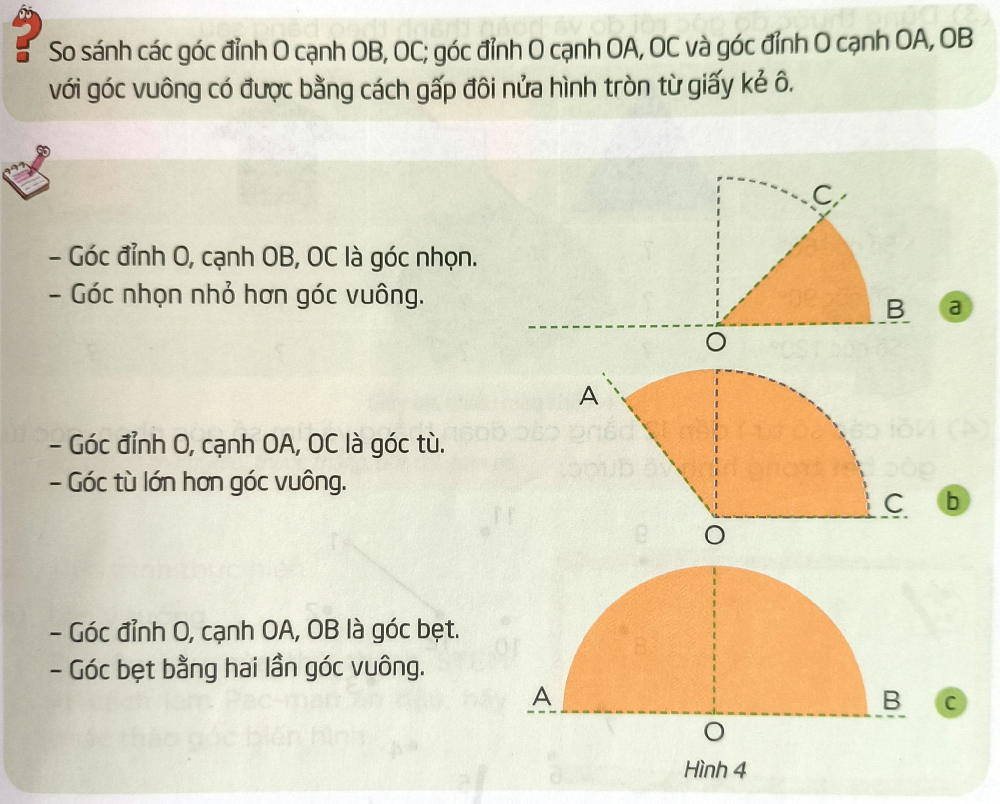 So sánh các góc đỉnh O cạnh OB, OC; góc đỉnh O cạnh OA, OC và góc đỉnh O cạnh OA, OB
với góc vuông có được bằng cách gấp đôi nửa hình tròn từ giấy kẻ ô.
C
– Góc đỉnh O, cạnh OB, OC là góc nhọn.
– Góc nhọn nhỏ hơn góc vuông.
B
a
O
A
– Góc đỉnh O, cạnh OA, OC là góc tù.
– Góc tù lớn hơn góc vuông.
C
b
O
– Góc đỉnh O, cạnh OA, OB là góc bẹt.
– Góc bẹt bằng hai lần góc vuông.
A
B
c
O
Hình 4